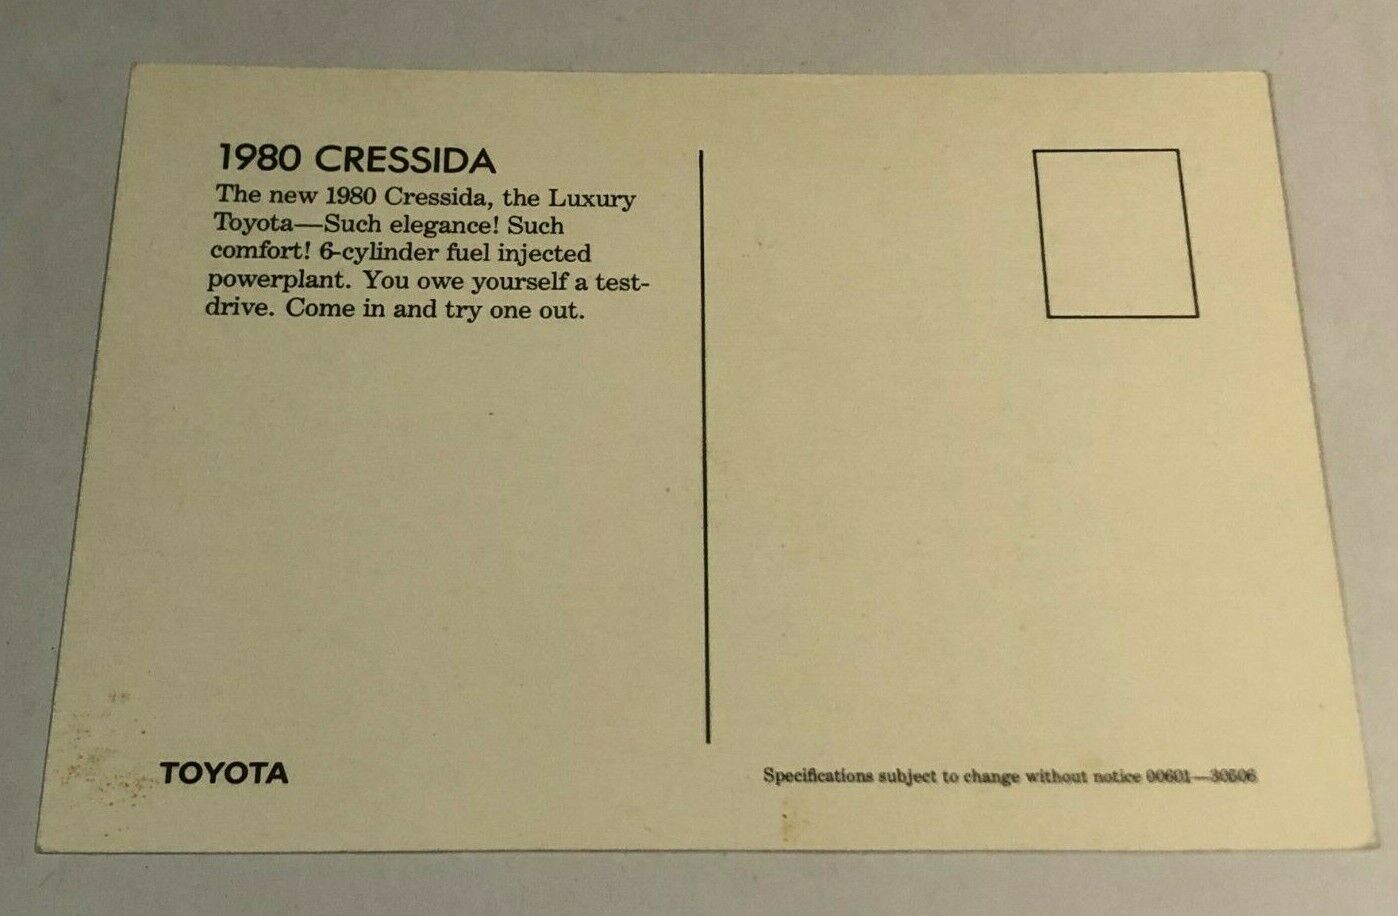 1980 CRESSIDA
The new 1980 Cressida, the Luxury
Toyota—Such elegance! Such
comfort! 6-cylinder fuel injected
powerplant. You owe yourself a test-
drive. Come in and try one out.
TOYOTA
Specifications subject to change without notice 00601—30506